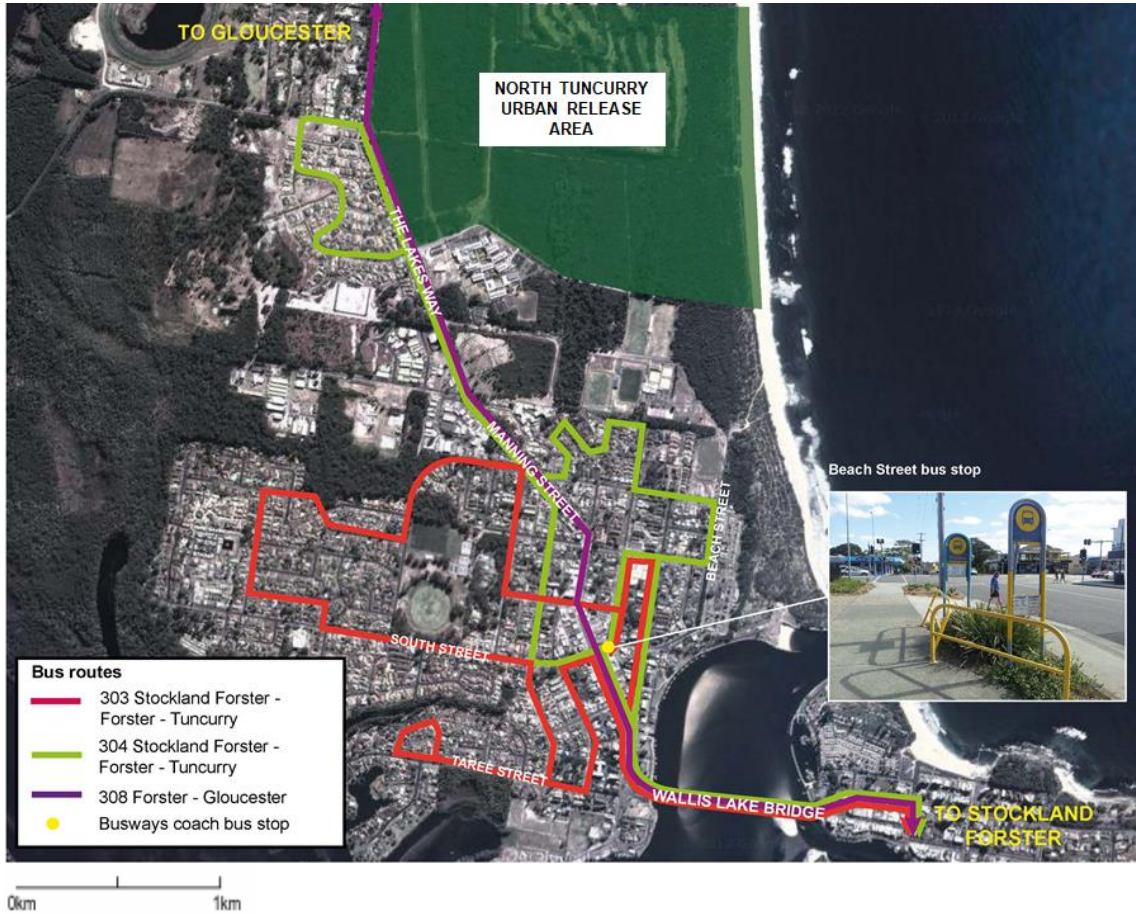 TO GLOUCESTER
NORTH TUNCURRY
URBAN RELEASE
AREA
THE LAKES WAY
MANNING STREET
BEACH STREET
Beach Street bus stop
SOUTH STREET
TAREE STREET
WALLIS LAKE BRIDGE
TO STOCKLAND
FORSTER
Bus routes
303 Stockland Forster -
Forster - Tuncurry
304 Stockland Forster -
Forster - Tuncurry
308 Forster - Gloucester
Busways coach bus stop
0km
1km